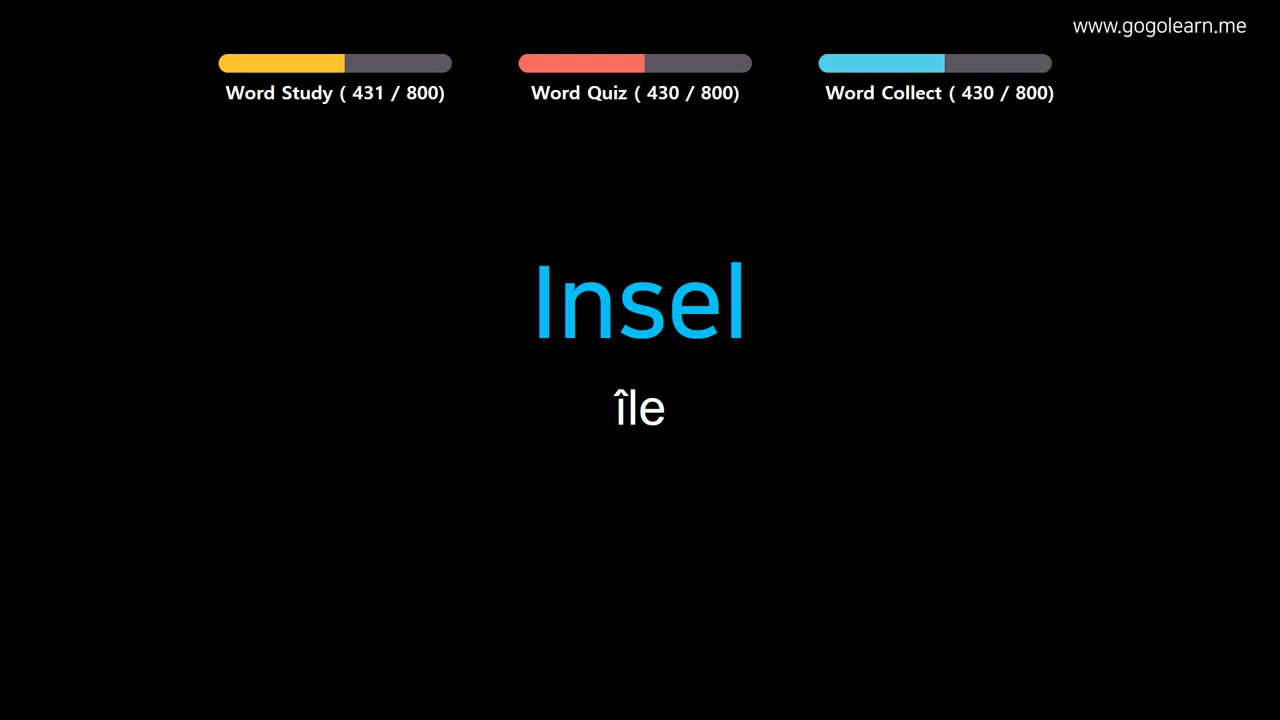 www.gogolearn.me
Word Study ( 431 / 800)
Word Quiz ( 430 / 800)
Word Collect ( 430 / 800)
Insel
île